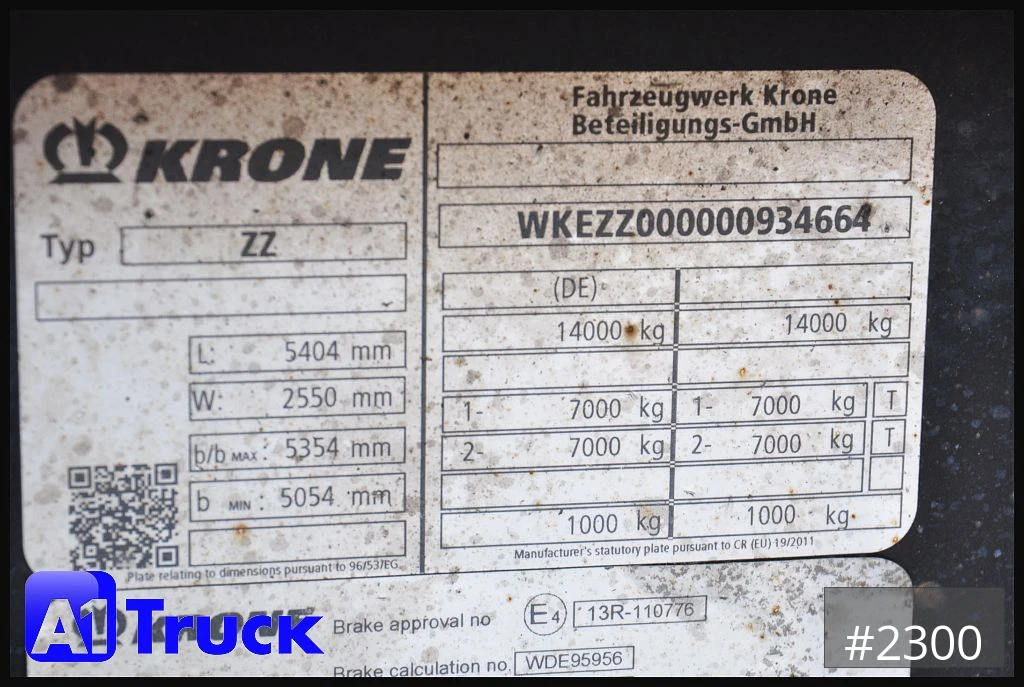 KRONE
Typ ZZ
L: 5404 mm
W: 2550 mm
b/b MAX : 5354 mm
b MIN : 5054 mm
Plate relating to dimensions pursuant to 96/53/EG
Fahrzeugwerk Krone
Beteiligungs-GmbH
WKEZZ000000934664
(DE)
14000 kg 14000 kg
1- 7000 kg 1- 7000 kg T
2- 7000 kg 2- 7000 kg T
1000 kg 1000 kg
Manufacturer's statutory plate pursuant to CR (EU) 19/2011
KRONE
Brake approval no E4 13R-110776
Brake calculation no. WDE95956
A1 Truck
#2300